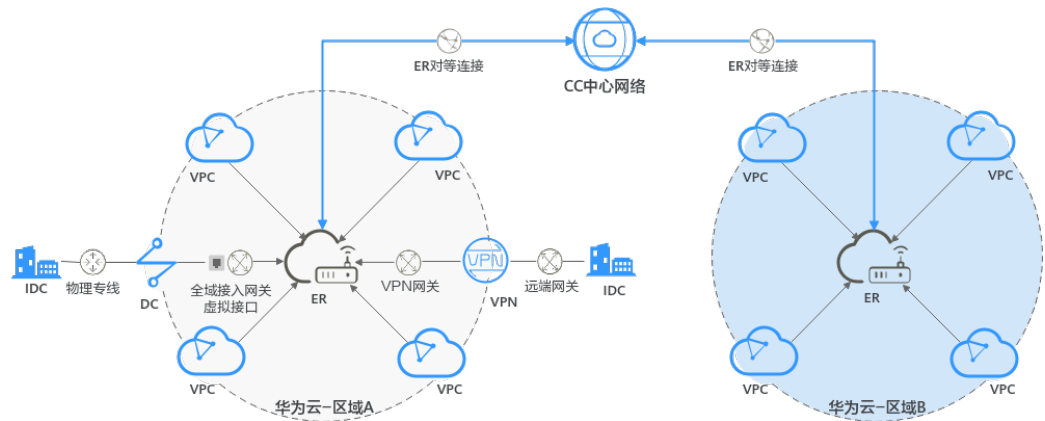 ER对等连接
ER对等连接
CC中心网络
VPC
VPC
VPC
VPC
VPN
IDC
物理专线
DC
全域接入网关
虚拟接口
ER
VPN网关
VPN
远端网关
IDC
ER
VPC
VPC
VPC
VPC
华为云-区域A
华为云-区域B